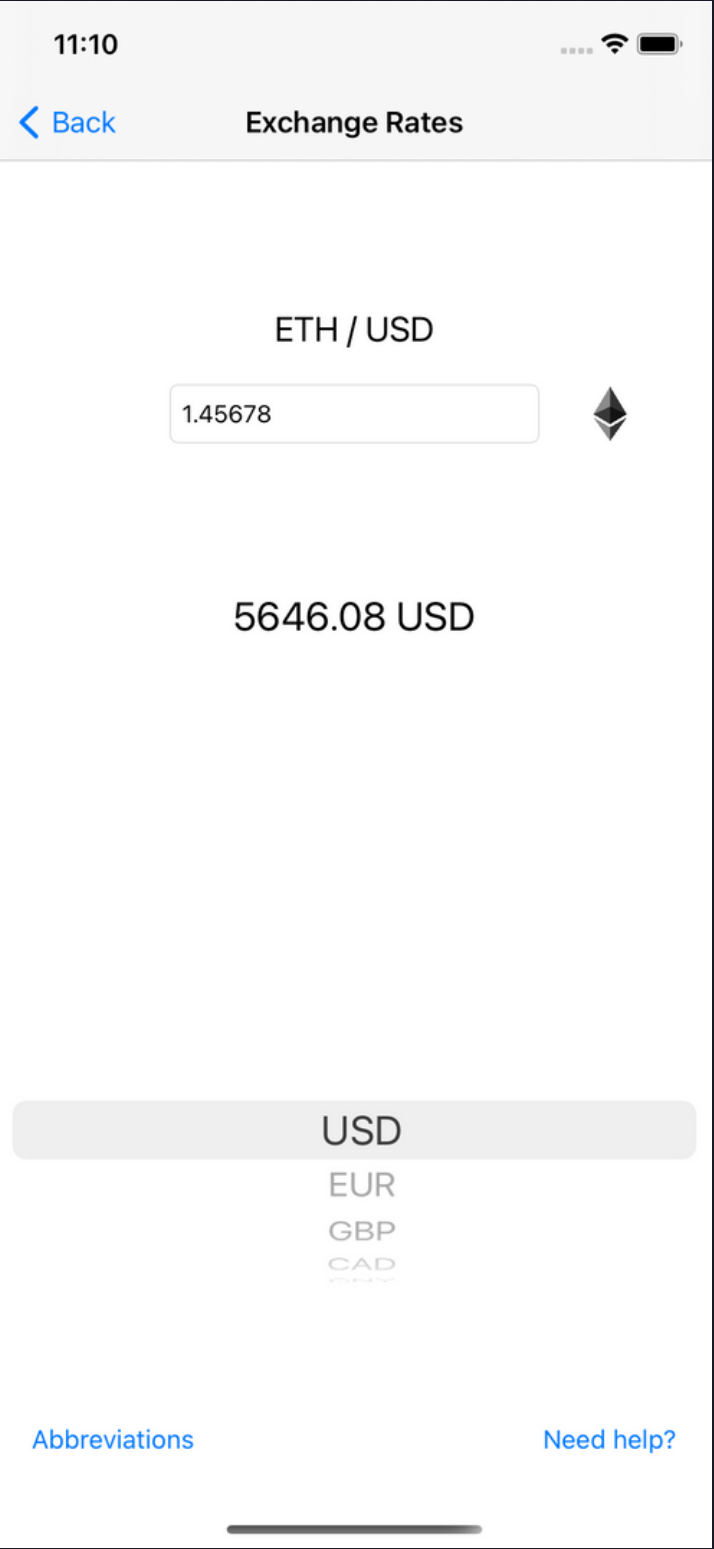 11:10
Back Exchange Rates
ETH / USD
1.45678
5646.08 USD
USD
EUR
GBP
CAD
Abbreviations Need help?